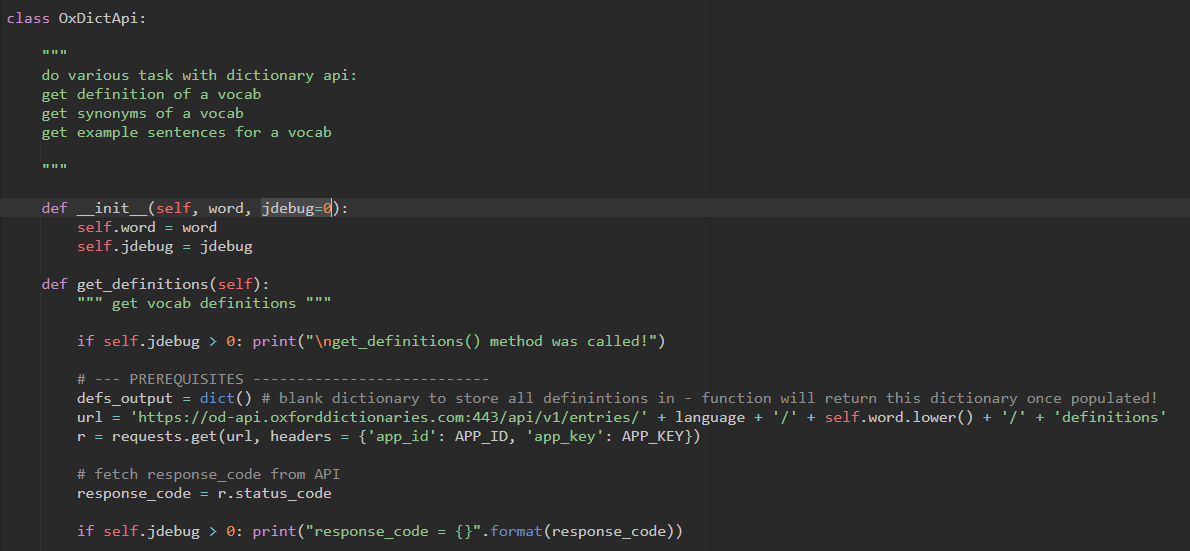 class OxDictApi:
"""
do various task with dictionary api:
get definition of a vocab
get synonyms of a vocab
get example sentences for a vocab
"""
def __init__(self, word, jdebug=0):
self.word = word
self.jdebug = jdebug
def get_definitions(self):
""" get vocab definitions """
if self.jdebug > 0: print("\nget_definitions() method was called!")
# --- PREREQUISITES ---------------------------
defs_output = dict() # blank dictionary to store all definintions in - function will return this dictionary once populated!
url = 'https://od-api.oxforddictionaries.com:443/api/v1/entries/' + language + '/' + self.word.lower() + '/' + 'definitions'
r = requests.get(url, headers = {'app_id': APP_ID, 'app_key': APP_KEY})
# fetch response_code from API
response_code = r.status_code
if self.jdebug > 0: print("response_code = {}".format(response_code))